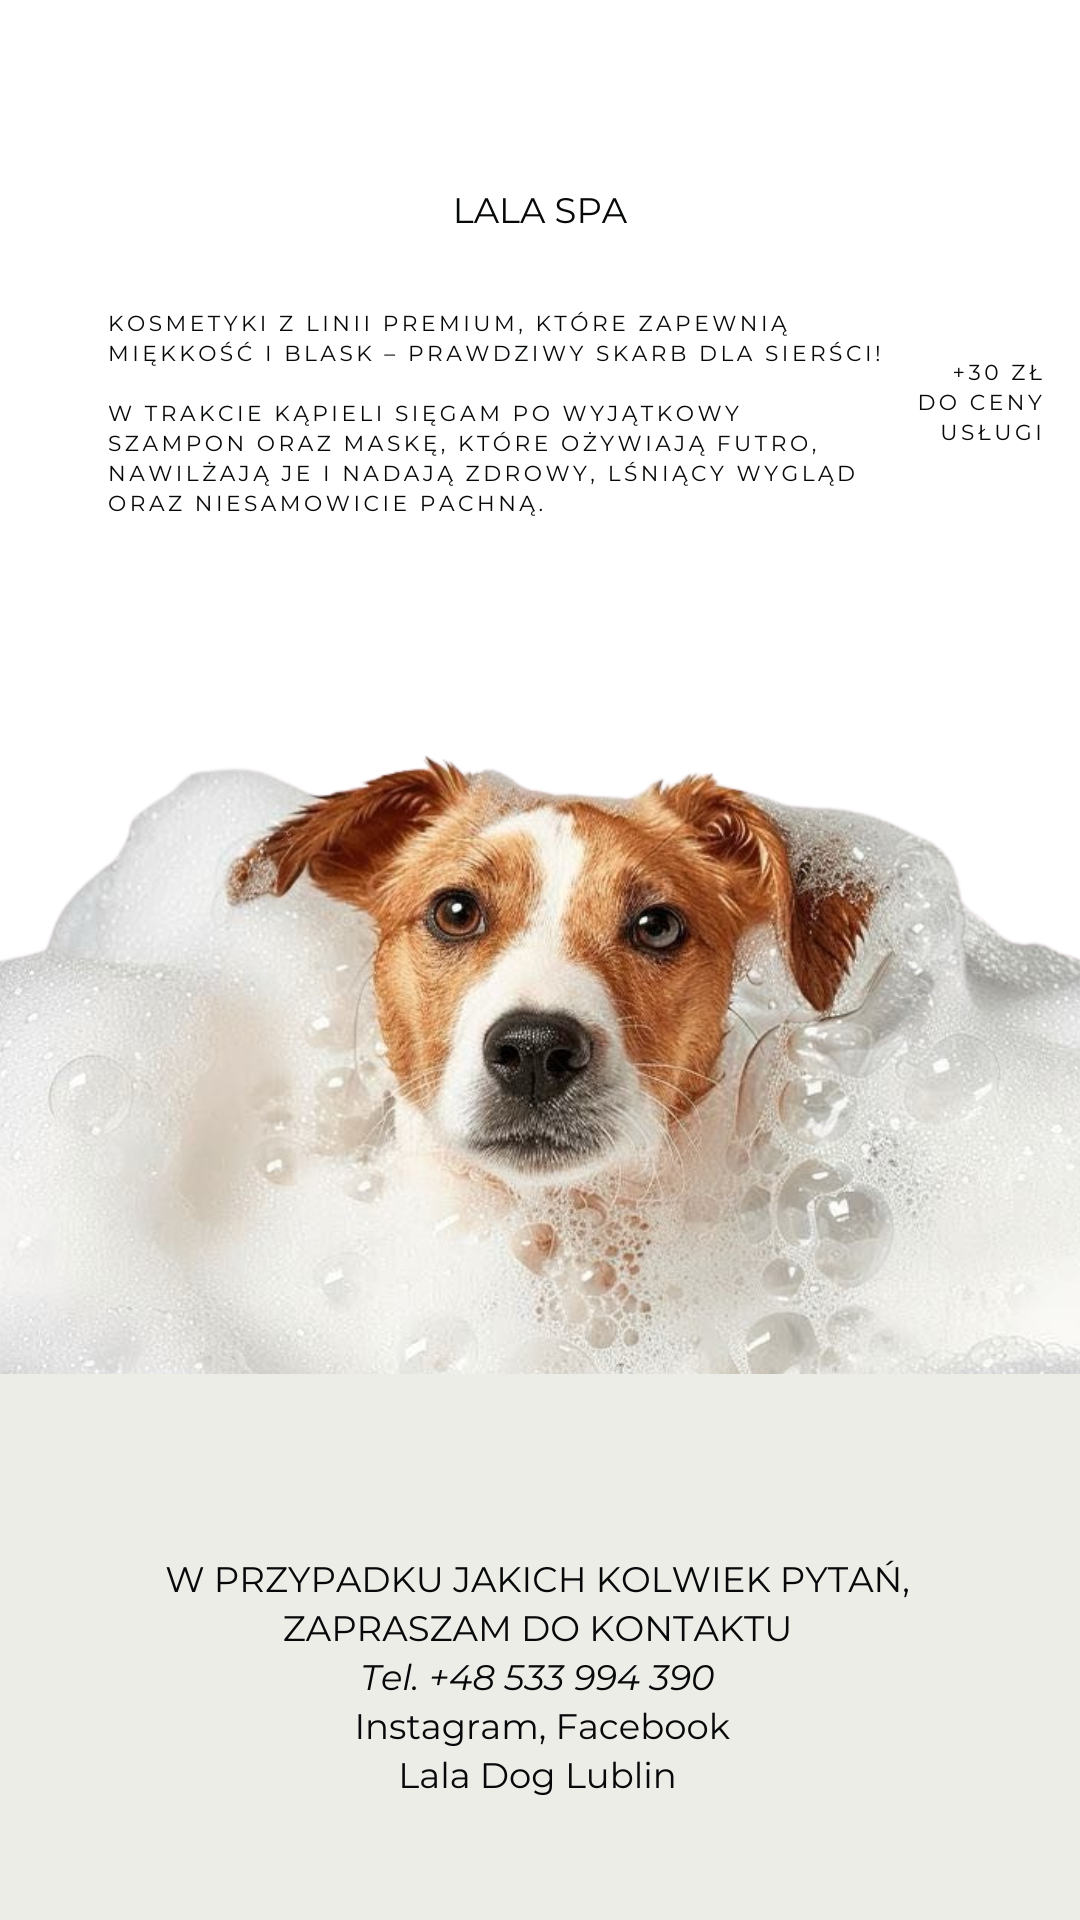 LALA SPA
KOSMETYKI Z LINII PREMIUM, KTÓRE ZAPEWNIĄ
MIĘKKOŚĆ I BLASK – PRAWDZIWY SKARB DLA SIERŚCI!
W TRAKCIE KĄPIELI SIĘGAM PO WYJĄTKOWY
SZAMPON ORAZ MASKĘ, KTÓRE OŻYWIAJĄ FUTRO,
NAWILŻAJĄ JE I NADAJĄ ZDROWY, LŚNIĄCY WYGLĄD
ORAZ NIESAMOWICIE PACHNĄ.
+30 ZŁ
DO CENY
USŁUGI
W PRZYPADKU JAKICH KOLWIEK PYTAŃ,
ZAPRASZAM DO KONTAKTU
Tel. +48 533 994 390
Instagram, Facebook
Lala Dog Lublin